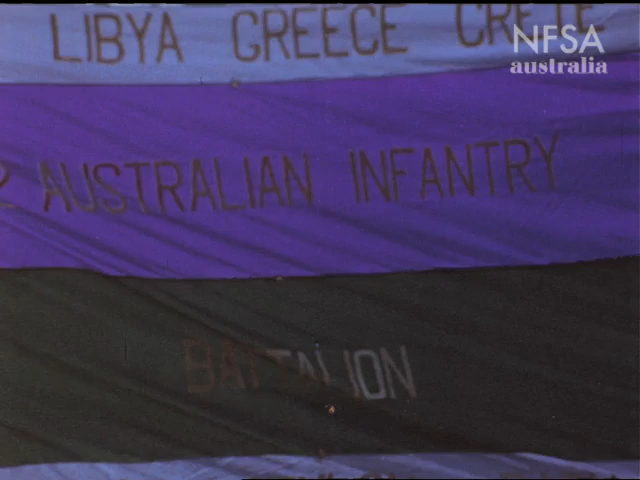 LIBYA GREECE CRETE
NFSA
australia
2 AUSTRALIAN INFANTRY
BATTALION